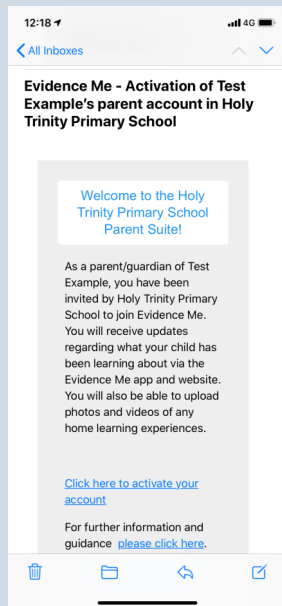 12:18
4G
All Inboxes
Evidence Me - Activation of Test
Example's parent account in Holy
Trinity Primary School
Welcome to the Holy
Trinity Primary School
Parent Suite!
As a parent/guardian of Test
Example, you have been
invited by Holy Trinity Primary
School to join Evidence Me.
You will receive updates
regarding what your child has
been learning about via the
Evidence Me app and website.
You will also be able to upload
photos and videos of any
home learning experiences.
Click here to activate your
account
For further information and
guidance please click here.